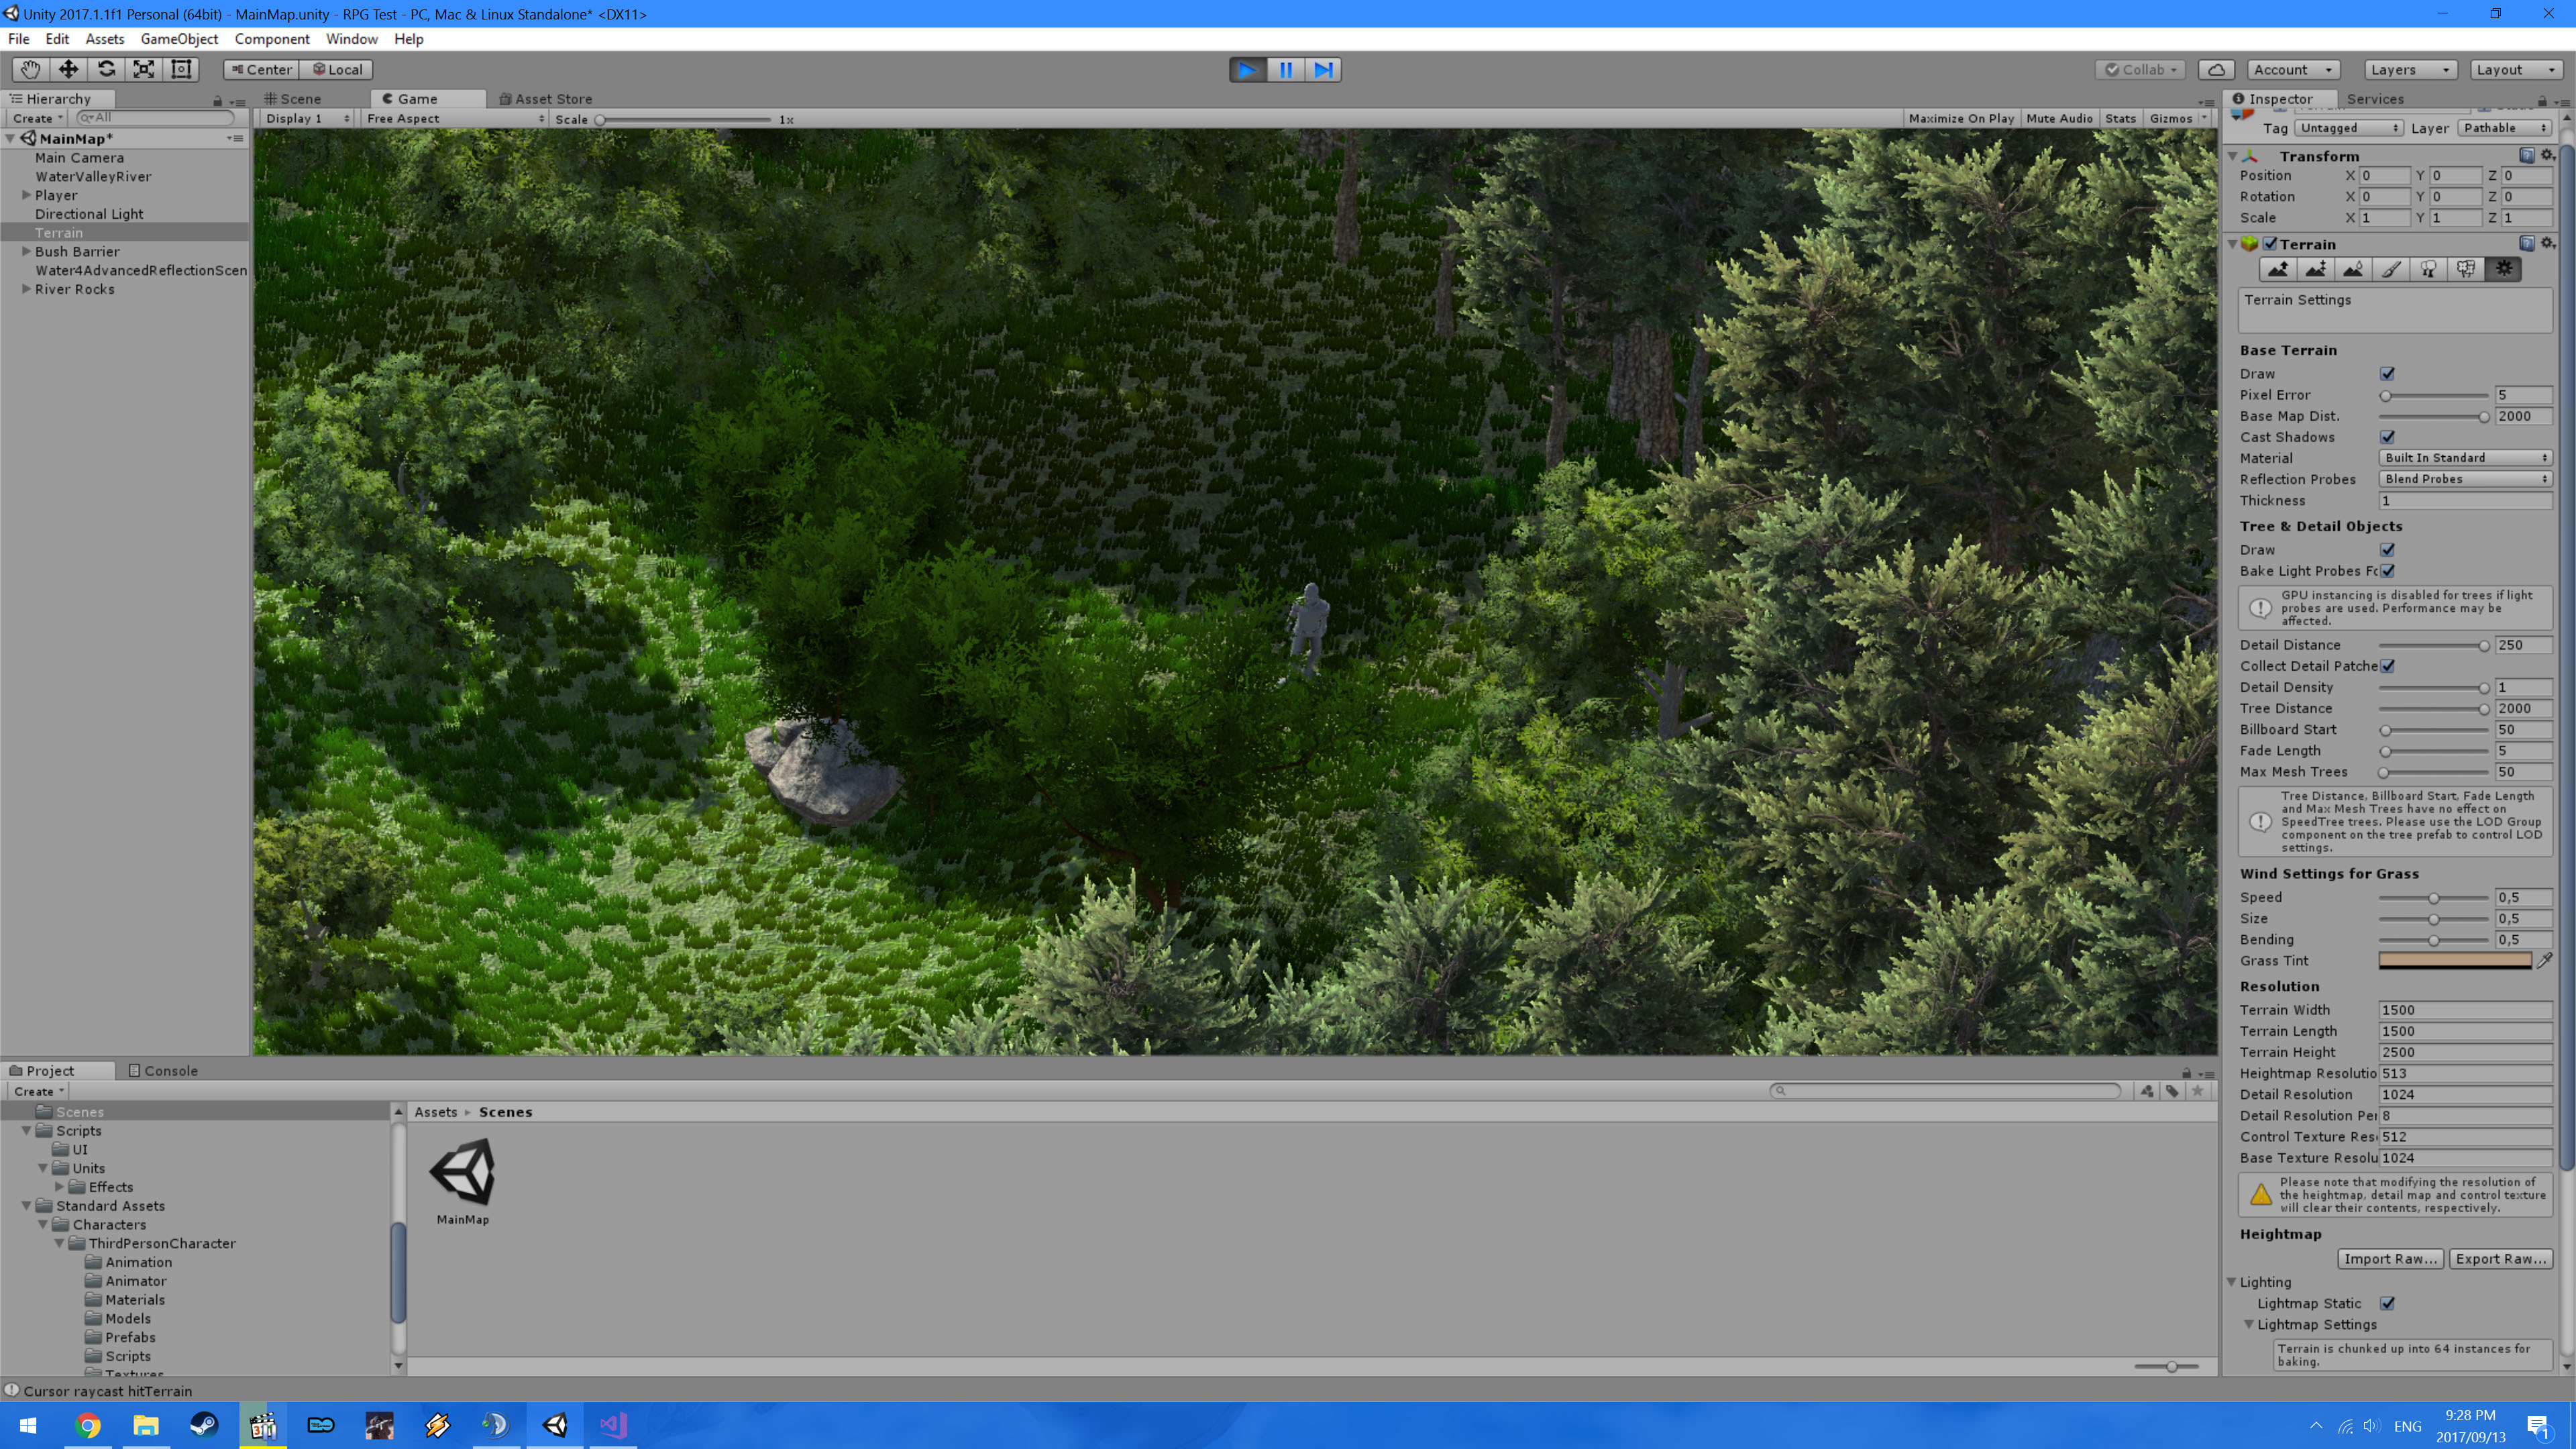 Unity 2017.1.1f1 Personal (64bit) - MainMap.unity - RPG Test - PC, Mac & Linux Standalone* <DX11>
File Edit Assets GameObject Component Window Help
Center Local Collab Account Layers Layout
Hierarchy
Create All
MainMap*
Main Camera
WaterValleyRiver
Player
Directional Light
Terrain
Bush Barrier
Water4AdvancedReflectionScen
River Rocks
Scene Game Asset Store
Display 1 Free Aspect Scale 1x Maximize On Play Mute Audio Stats Gizmos
Inspector Services
Tag Untagged Layer Pathable
Transform
Position X 0 Y 0 Z 0
Rotation X 0 Y 0 Z 0
Scale X 1 Y 1 Z 1
Terrain
Terrain Settings
Base Terrain
Draw
Pixel Error 5
Base Map Dist. 2000
Cast Shadows
Material Built In Standard
Reflection Probes Blend Probes
Thickness 1
Tree & Detail Objects
Draw
Bake Light Probes Fo
GPU instancing is disabled for trees if light
probes are used. Performance may be
affected.
Detail Distance 250
Collect Detail Patche
Detail Density 1
Tree Distance 2000
Billboard Start 50
Fade Length 5
Max Mesh Trees 50
Tree Distance, Billboard Start, Fade Length
and Max Mesh Trees have no effect on
SpeedTree trees. Please use the LOD Group
component on the tree prefab to control LOD
settings.
Wind Settings for Grass
Speed 0,5
Size 0,5
Bending 0,5
Grass Tint
Resolution
Terrain Width 1500
Terrain Length 1500
Terrain Height 2500
Heightmap Resolutio 513
Detail Resolution 1024
Detail Resolution Per 8
Control Texture Res 512
Base Texture Resolu 1024
Please note that modifying the resolution of
the heightmap, detail map and control texture
will clear their contents, respectively.
Heightmap
Import Raw... Export Raw...
Lighting
Lightmap Static
Lightmap Settings
Terrain is chunked up into 64 instances for
baking.
Project Console
Create
Scenes
Scripts
UI
Units
Effects
Standard Assets
Characters
ThirdPersonCharacter
Animation
Animator
Materials
Models
Prefabs
Scripts
Textures
Assets Scenes
MainMap
Cursor raycast hitTerrain
ENG
9:28 PM
2017/09/13
1